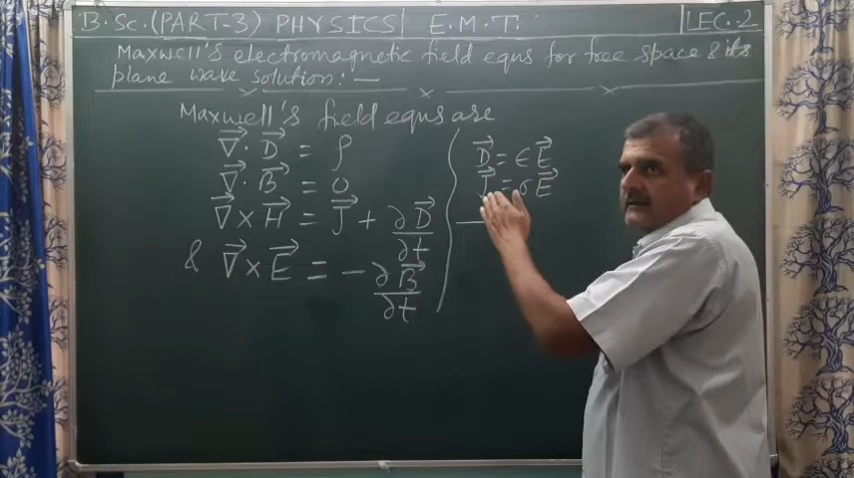 B.Sc.(PART-3) PHYSICS | E.M.T. | LEC.2
Maxwell's electromagnetic field eqns for free space & its
plane wave solution:—
Maxwell's field eqns are
∇⃗·D⃗ = ρ
∇⃗·B⃗ = 0
∇⃗×H⃗ = J⃗ + ∂D⃗/∂t
& ∇⃗×E⃗ = -∂B⃗/∂t
D⃗ = ϵE⃗
J⃗ = σE⃗